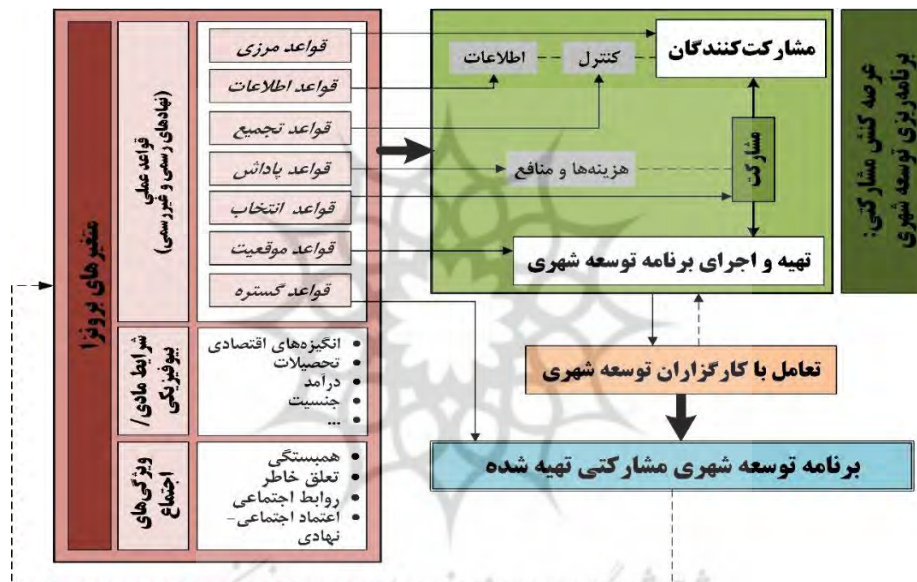 عرصه کنش مشارکتی:
برنامه‌ریزی توسعه شهری
مشارکت‌کنندگان
کنترل
اطلاعات
مشارکت
هزینه‌ها و منافع
تهیه و اجرای برنامه توسعه شهری
تعامل با کارگزاران توسعه شهری
برنامه توسعه شهری مشارکتی تهیه شده
قواعد مرزی
قواعد اطلاعات
قواعد تجمیع
قواعد پاداش
قواعد انتخاب
قواعد موقعیت
قواعد گستره
قواعد عملی
(نهادهای رسمی و غیررسمی)
متغیرهای برونزا
شرایط مادی/
بیوفیزیکی
انگیزه‌های اقتصادی
تحصیلات
درآمد
جنسیت
...
ویژگی‌های
اجتماع
همبستگی
تعلق خاطر
روابط اجتماعی
اعتماد اجتماعی-
نهادی